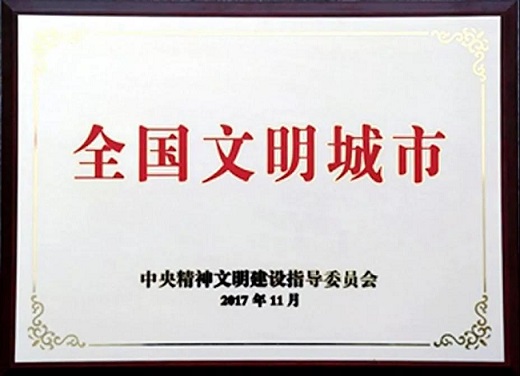 全国文明城市
中央精神文明建设指导委员会
2017 年 11 月